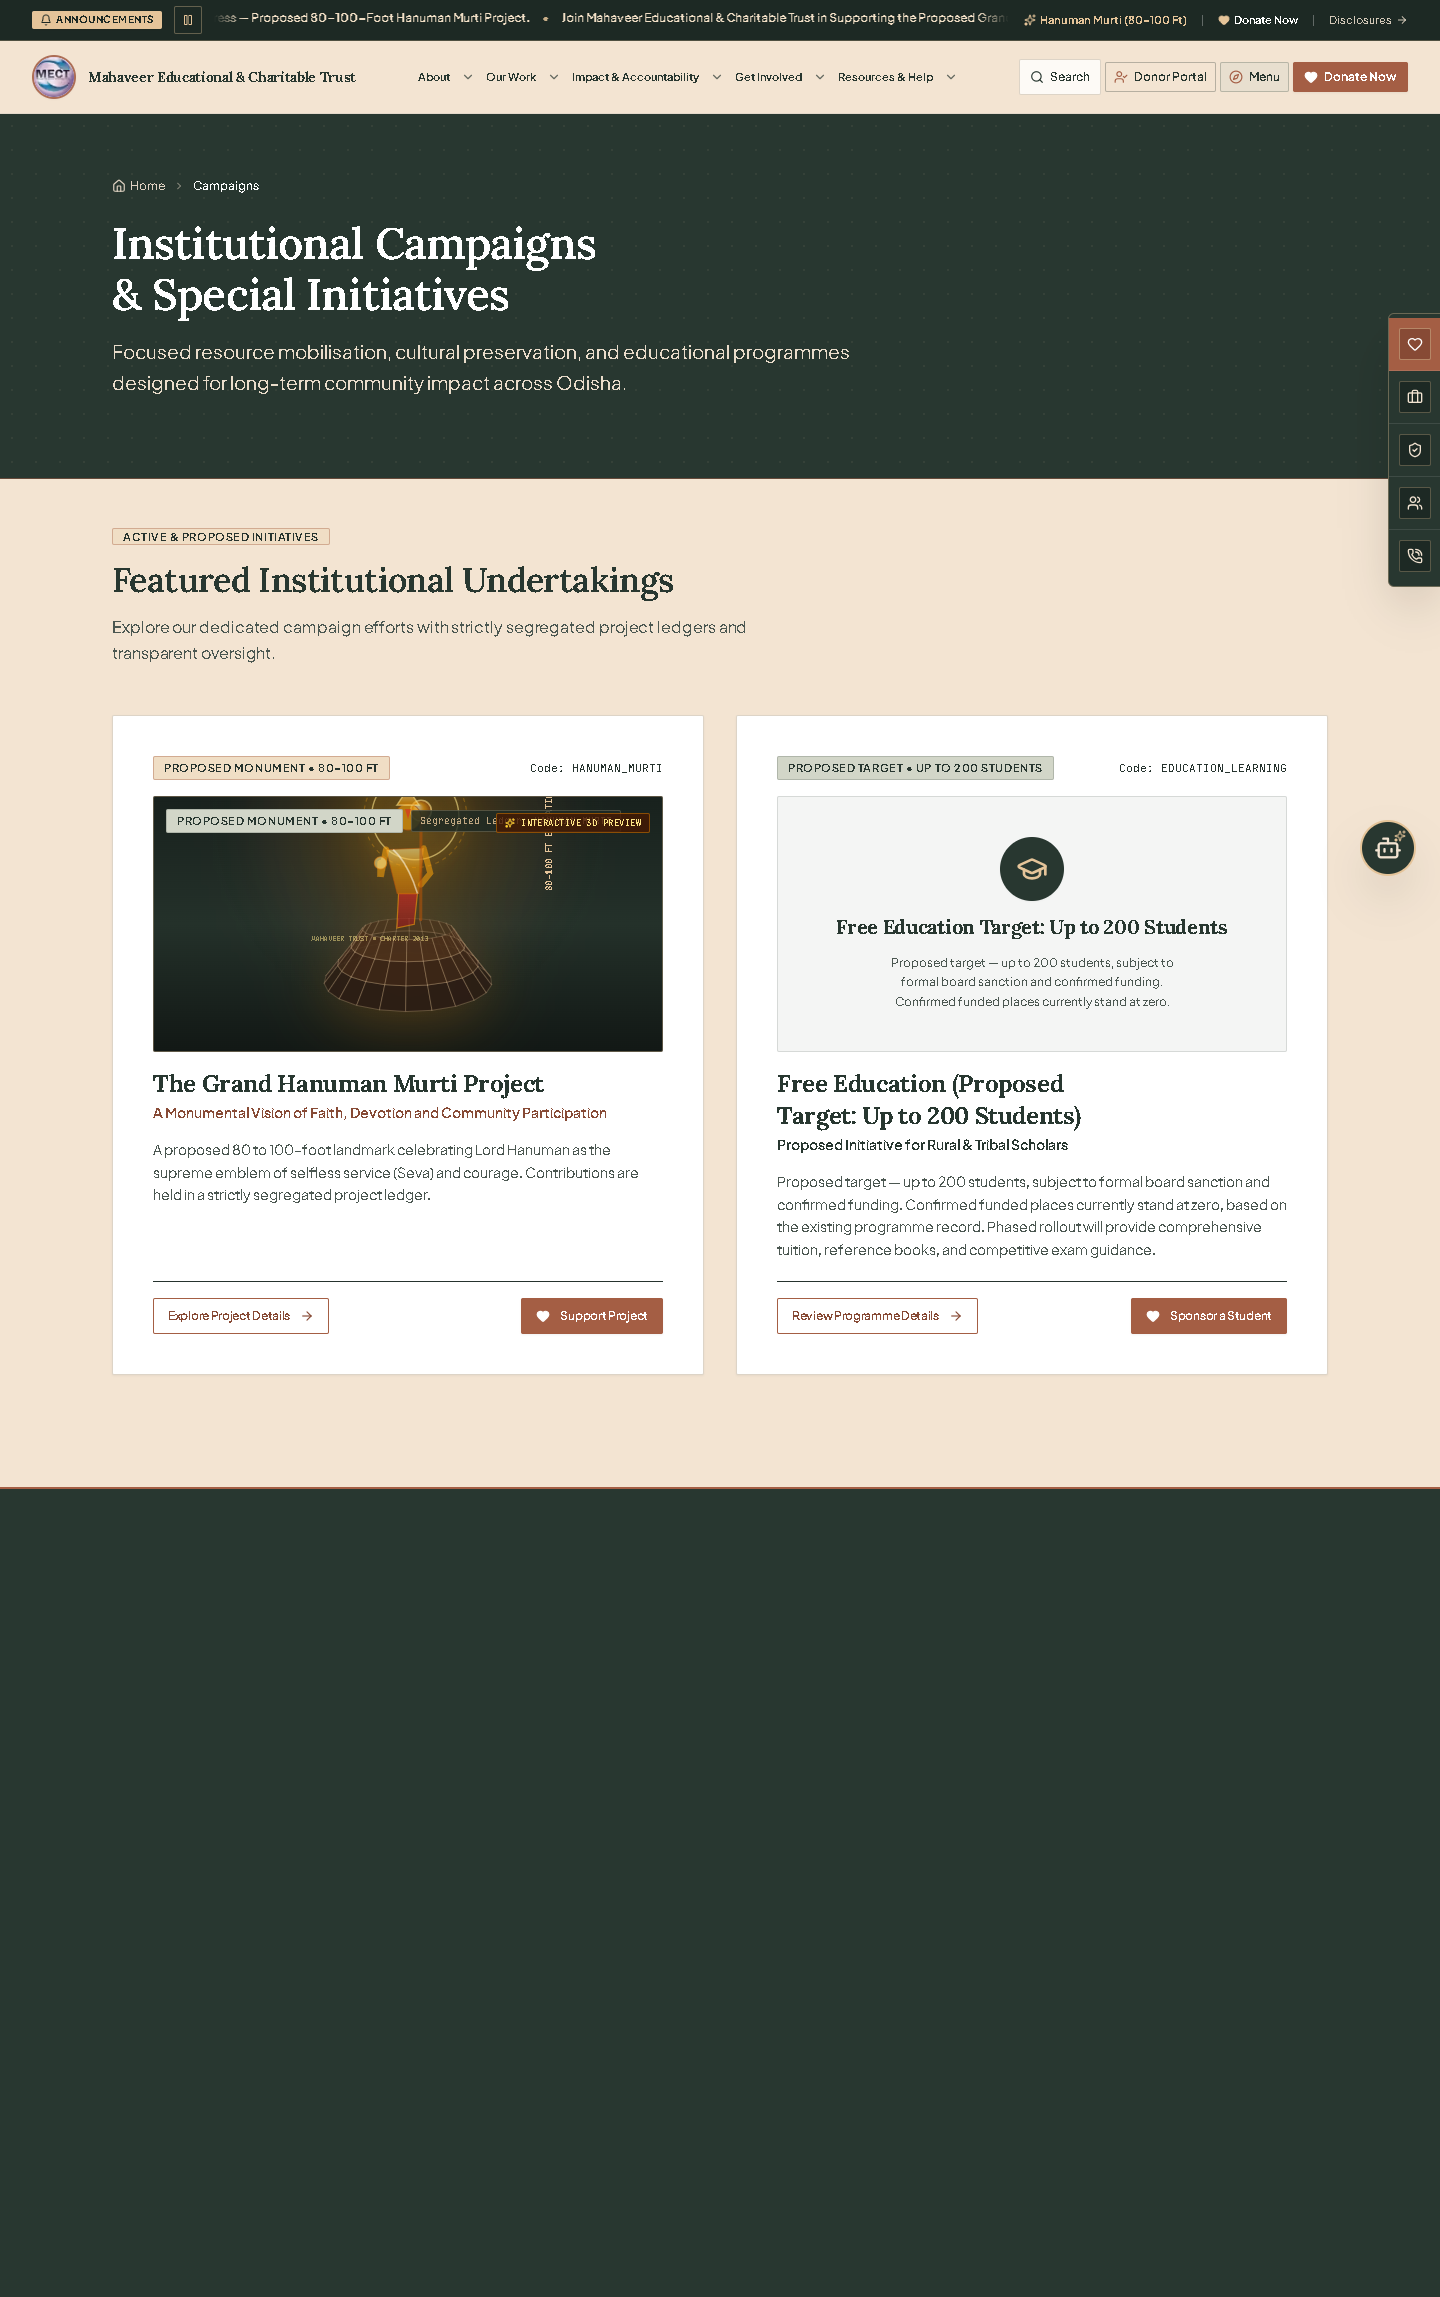 ANNOUNCEMENTS
ess — Proposed 80–100–Foot Hanuman Murti Project. • Join Mahaveer Educational & Charitable Trust in Supporting the Proposed Gran
Hanuman Murti (80–100 Ft) | Donate Now | Disclosures
MECT
Mahaveer Educational & Charitable Trust
About Our Work Impact & Accountability Get Involved Resources & Help
Search Donor Portal Menu Donate Now
Home > Campaigns
Institutional Campaigns
& Special Initiatives
Focused resource mobilisation, cultural preservation, and educational programmes
designed for long-term community impact across Odisha.
ACTIVE & PROPOSED INITIATIVES
Featured Institutional Undertakings
Explore our dedicated campaign efforts with strictly segregated project ledgers and
transparent oversight.
PROPOSED MONUMENT • 80–100 FT
Code: HANUMAN_MURTI
PROPOSED MONUMENT • 80–100 FT
Segregated Le
INTERACTIVE 3D PREVIEW
80–100 FT E
MAHAVEER TRUST • CHARTER 2013
The Grand Hanuman Murti Project
A Monumental Vision of Faith, Devotion and Community Participation
A proposed 80 to 100–foot landmark celebrating Lord Hanuman as the
supreme emblem of selfless service (Seva) and courage. Contributions are
held in a strictly segregated project ledger.
Explore Project Details
Support Project
PROPOSED TARGET • UP TO 200 STUDENTS
Code: EDUCATION_LEARNING
Free Education Target: Up to 200 Students
Proposed target — up to 200 students, subject to
formal board sanction and confirmed funding.
Confirmed funded places currently stand at zero.
Free Education (Proposed
Target: Up to 200 Students)
Proposed Initiative for Rural & Tribal Scholars
Proposed target — up to 200 students, subject to formal board sanction and
confirmed funding. Confirmed funded places currently stand at zero, based on
the existing programme record. Phased rollout will provide comprehensive
tuition, reference books, and competitive exam guidance.
Review Programme Details
Sponsor a Student